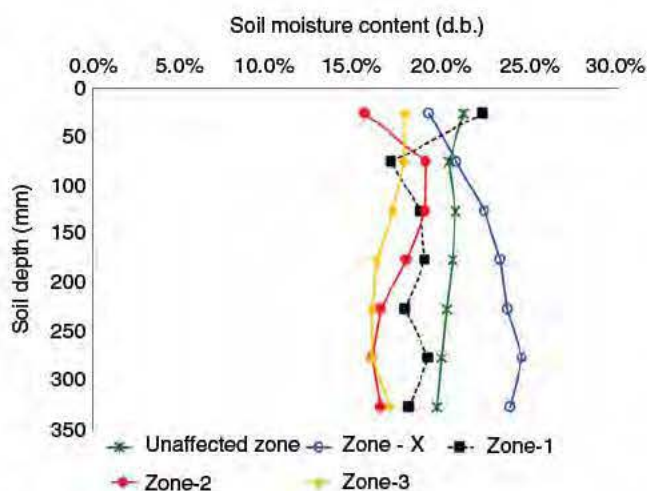 Soil moisture content (d.b.)
0.0% 5.0% 10.0% 15.0% 20.0% 25.0% 30.0%
0
50
100
150
200
250
300
350
Soil depth (mm)
Unaffected zone Zone - X Zone-1
Zone-2 Zone-3